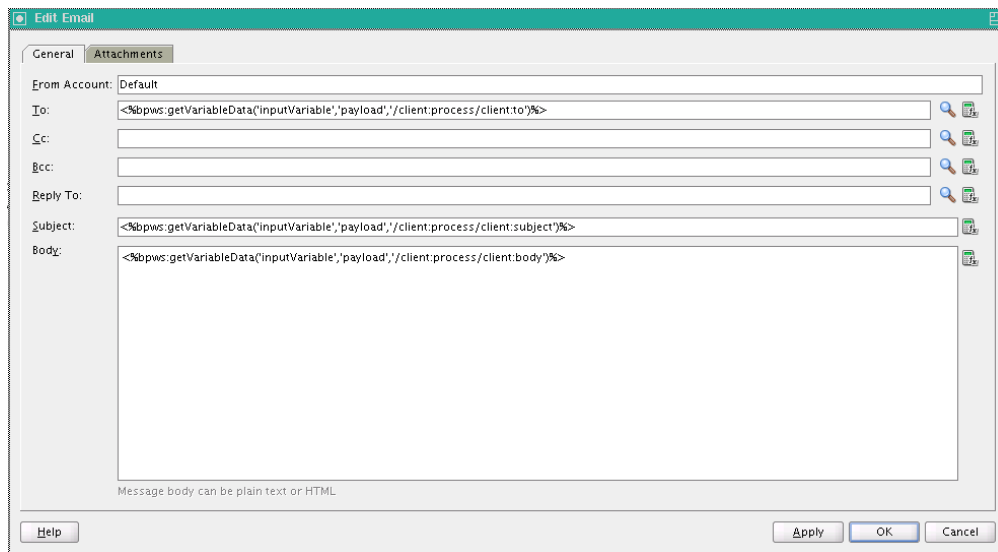 Edit Email
General Attachments
From Account: Default
To: <%bpws:getVariableData('inputVariable','payload','/client:process/client:to')%>
Cc:
Bcc:
Reply To:
Subject: <%bpws:getVariableData('inputVariable','payload','/client:process/client:subject')%>
Body: <%bpws:getVariableData('inputVariable','payload','/client:process/client:body')%>
Message body can be plain text or HTML
Help Apply OK Cancel